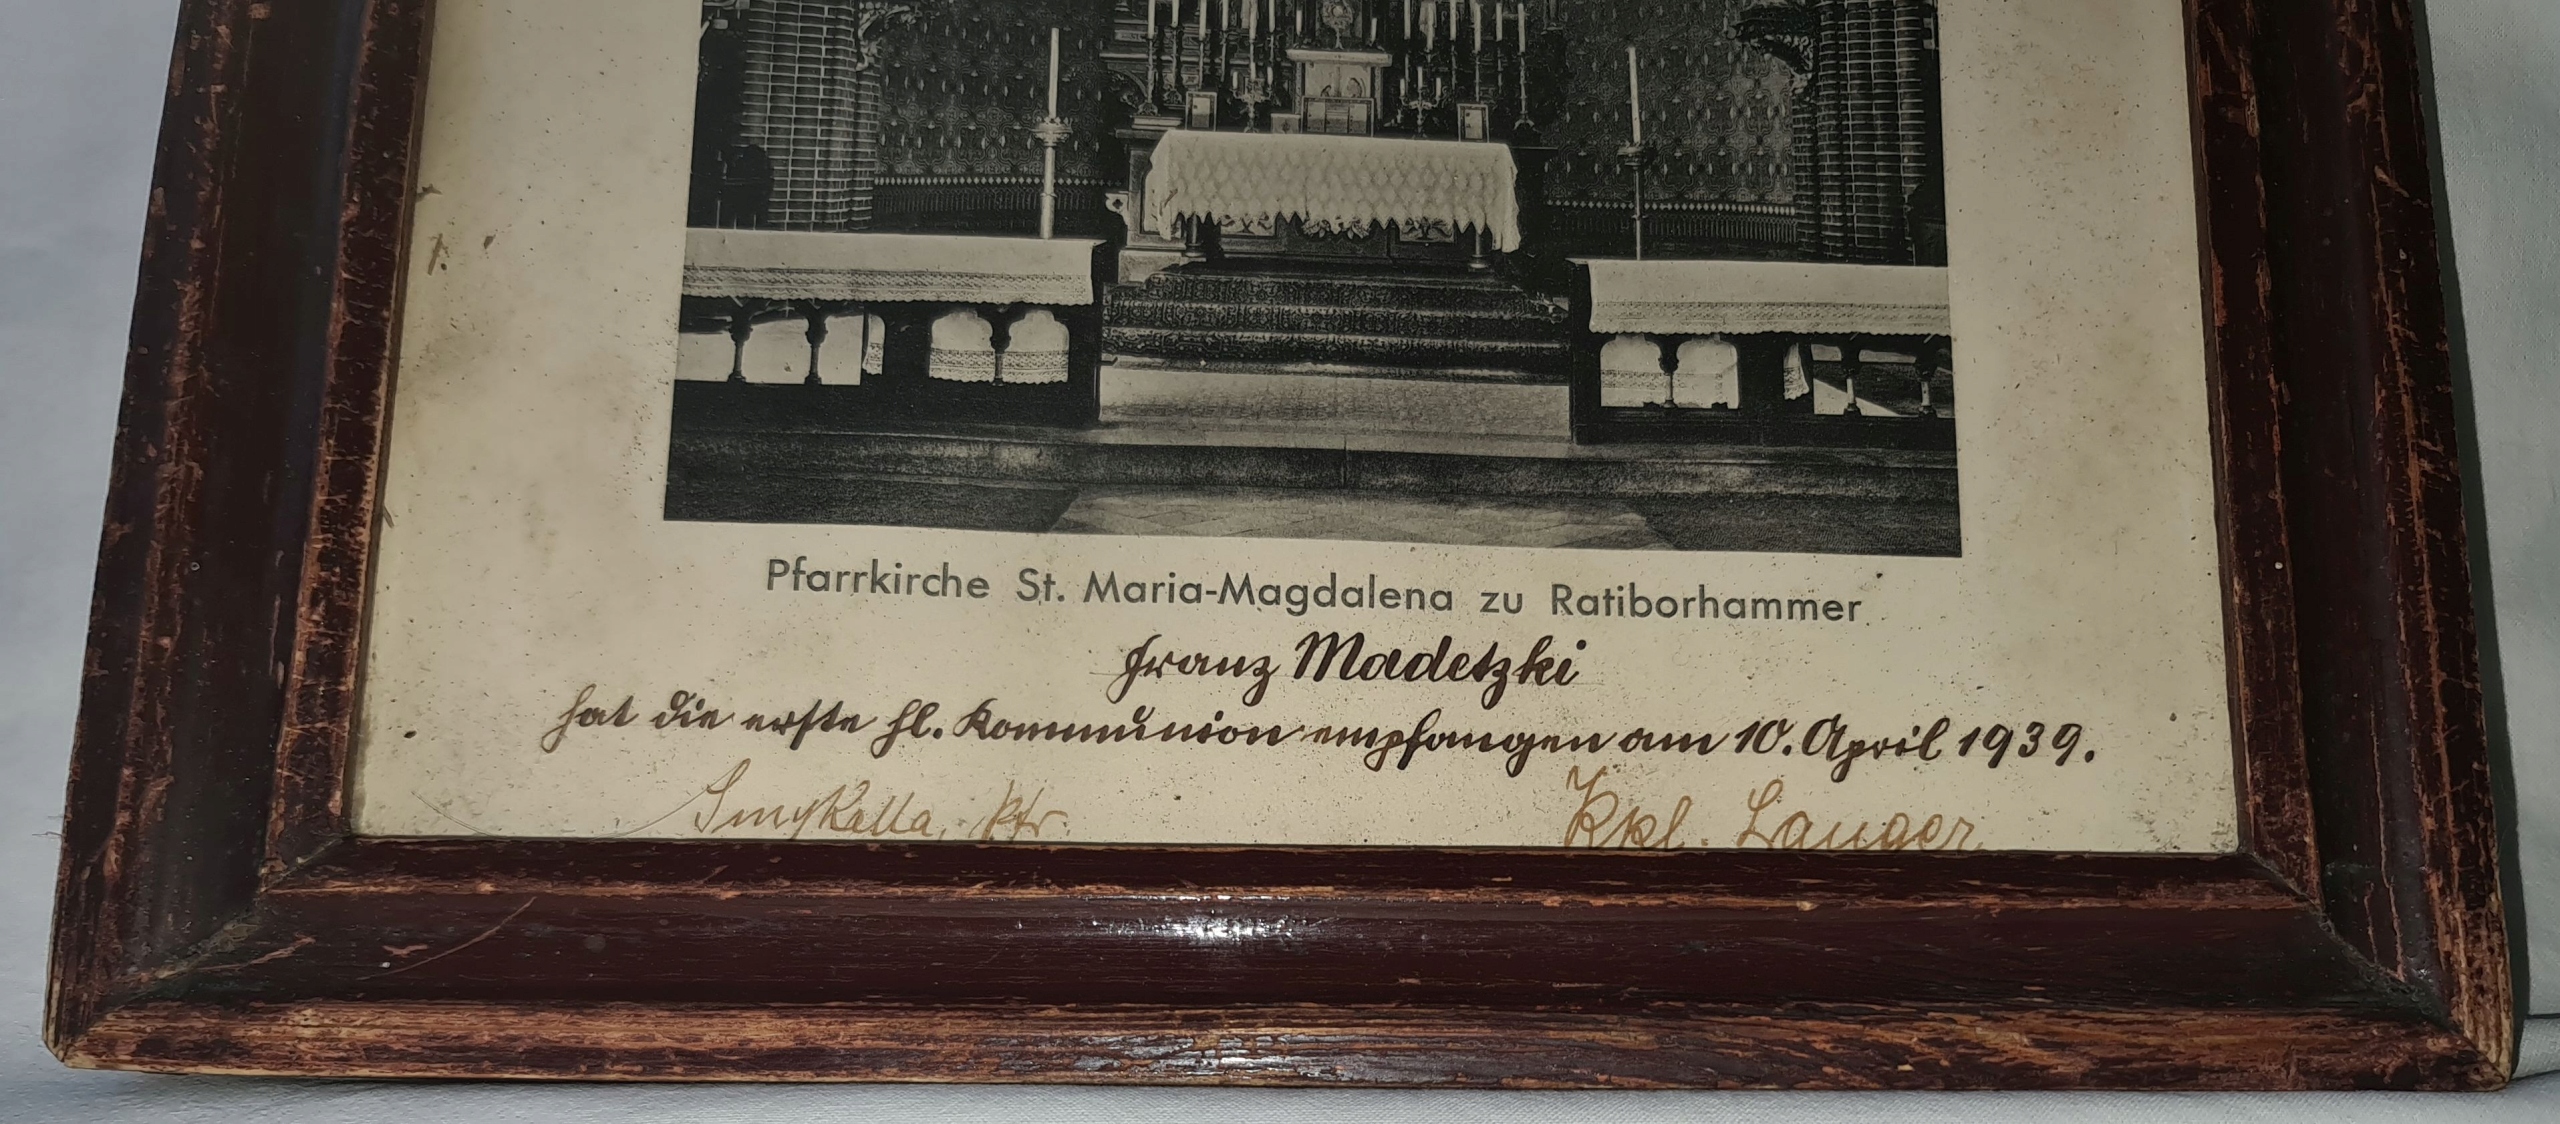 Pfarrkirche St. Maria-Magdalena zu Ratiborhammer
Franz Madetzki
hat die erste hl. Kommunion empfangen am 10. April 1939.
Smykalla, Pfr. Kpl. Langer